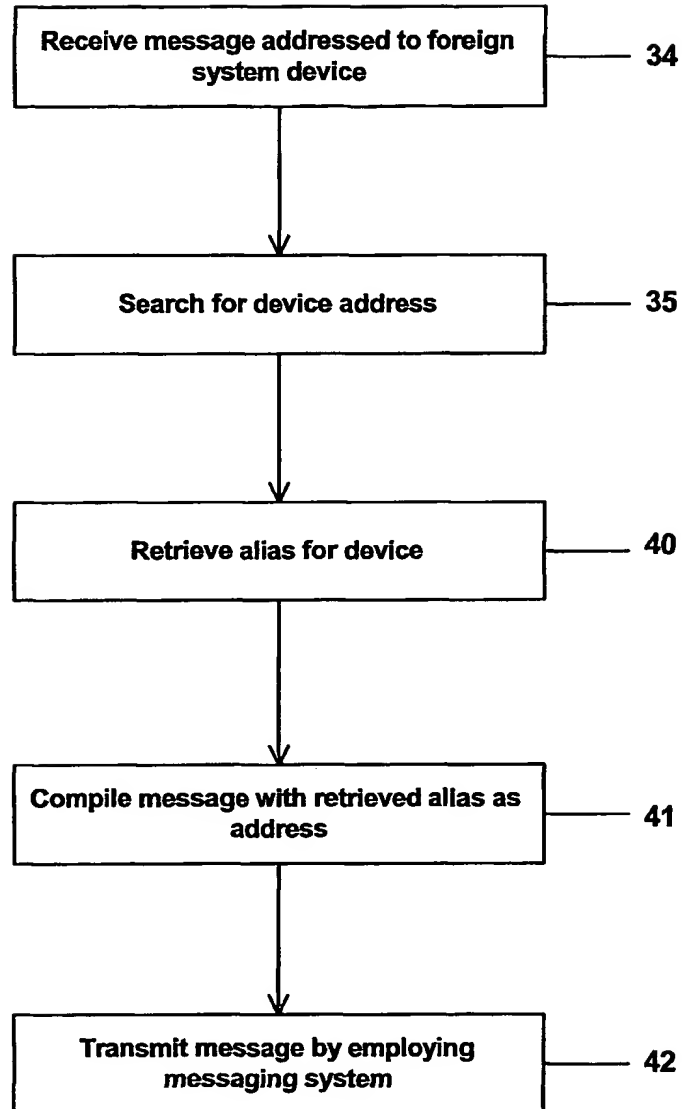 Receive message addressed to foreign
system device
34
Search for device address
35
Retrieve alias for device
40
Compile message with retrieved alias as
address
41
Transmit message by employing
messaging system
42